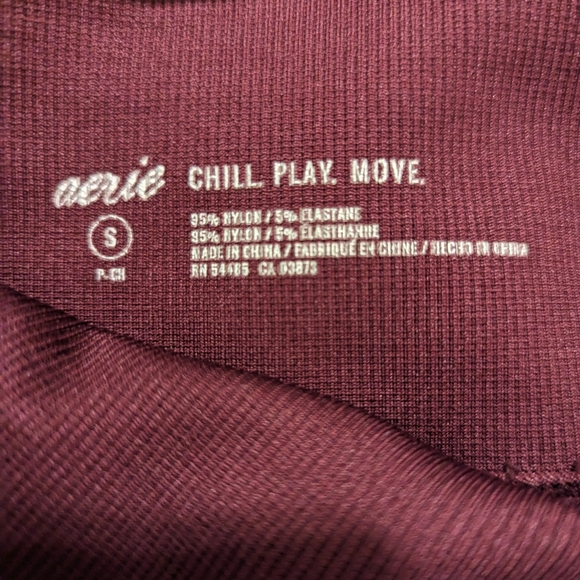 aerie CHILL. PLAY. MOVE.
S
P-CH
95% NYLON / 5% ELASTANE
95% NYLON / 5% ÉLASTHANNE
MADE IN CHINA / FABRIQUÉ EN CHINE / HECHO EN CHINA
RN 54485 CA 03873